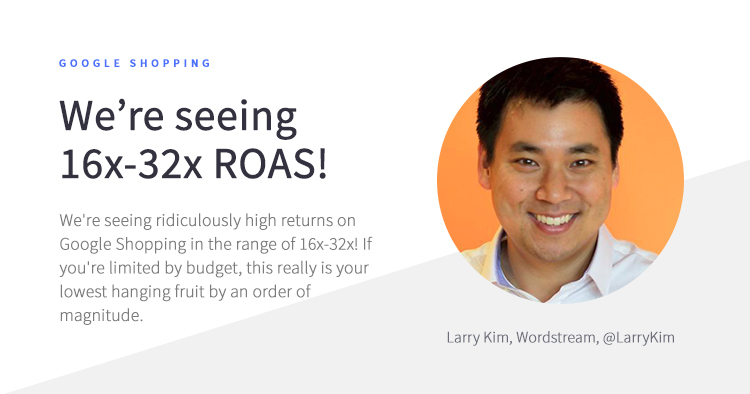 GOOGLE SHOPPING
We’re seeing
16x-32x ROAS!
We're seeing ridiculously high returns on
Google Shopping in the range of 16x-32x! If
you're limited by budget, this really is your
lowest hanging fruit by an order of
magnitude.
Larry Kim, Wordstream, @LarryKim